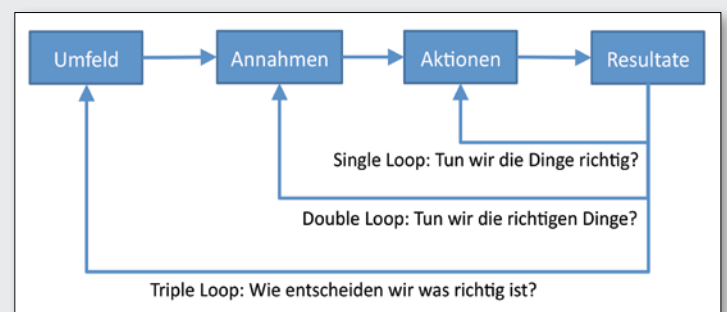 Umfeld
Annahmen
Aktionen
Resultate
Single Loop: Tun wir die Dinge richtig?
Double Loop: Tun wir die richtigen Dinge?
Triple Loop: Wie entscheiden wir was richtig ist?